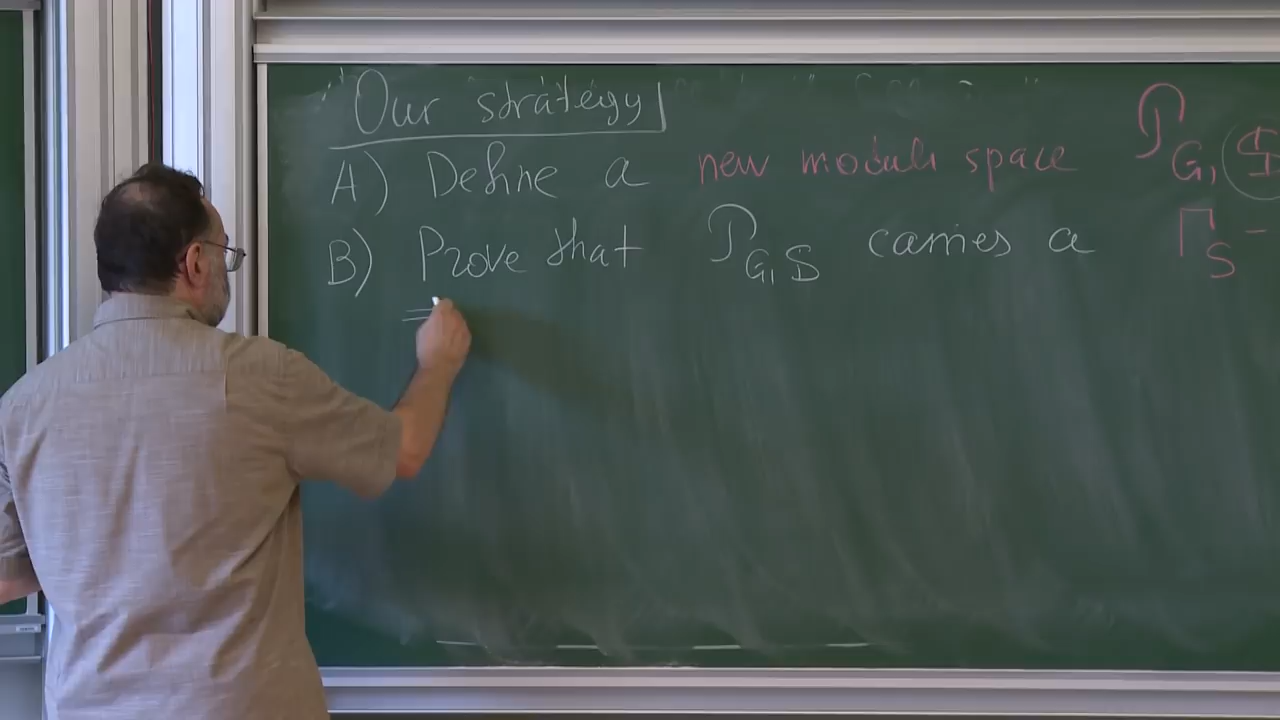 Our strategy
A) Define a new moduli space P G, S
B) Prove that P G, S carries a Γ S -